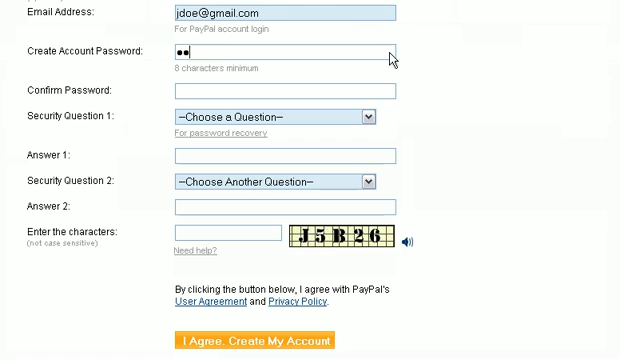 Email Address:
jdoe@gmail.com
For PayPal account login
Create Account Password:
••
8 characters minimum
Confirm Password:
Security Question 1:
—Choose a Question—
For password recovery
Answer 1:
Security Question 2:
—Choose Another Question—
Answer 2:
Enter the characters:
(not case sensitive)
J5B26
Need help?
By clicking the button below, I agree with PayPal's
User Agreement and Privacy Policy.
I Agree. Create My Account